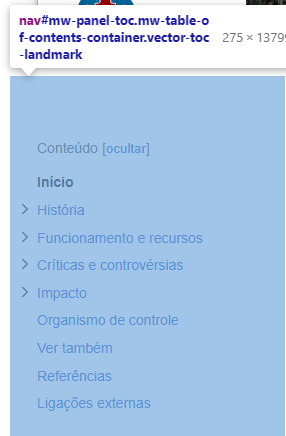 nav#mw-panel-toc.mw-table-o
f-contents-container.vector-toc
-landmark
275 × 13799
Conteúdo [ocultar]
Início
História
Funcionamento e recursos
Críticas e controvérsias
Impacto
Organismo de controle
Ver também
Referências
Ligações externas